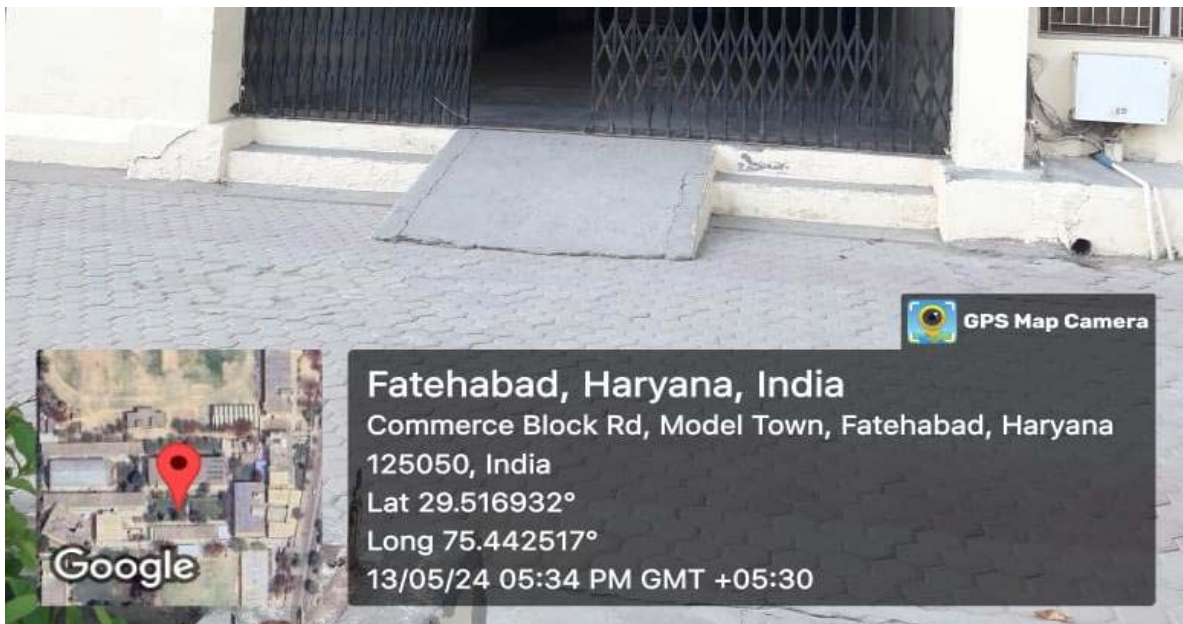 GPS Map Camera
Fatehabad, Haryana, India
Commerce Block Rd, Model Town, Fatehabad, Haryana
125050, India
Lat 29.516932°
Long 75.442517°
13/05/24 05:34 PM GMT +05:30
Google